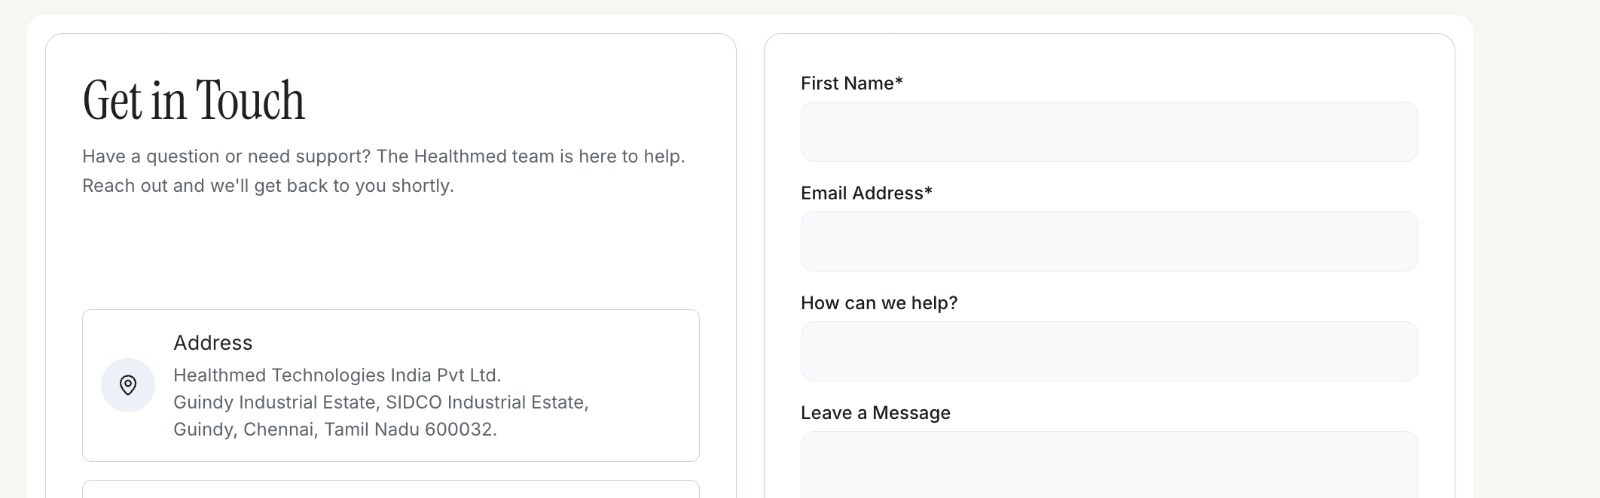 Get in Touch
Have a question or need support? The Healthmed team is here to help.
Reach out and we'll get back to you shortly.
Address
Healthmed Technologies India Pvt Ltd.
Guindy Industrial Estate, SIDCO Industrial Estate,
Guindy, Chennai, Tamil Nadu 600032.
First Name*
Email Address*
How can we help?
Leave a Message